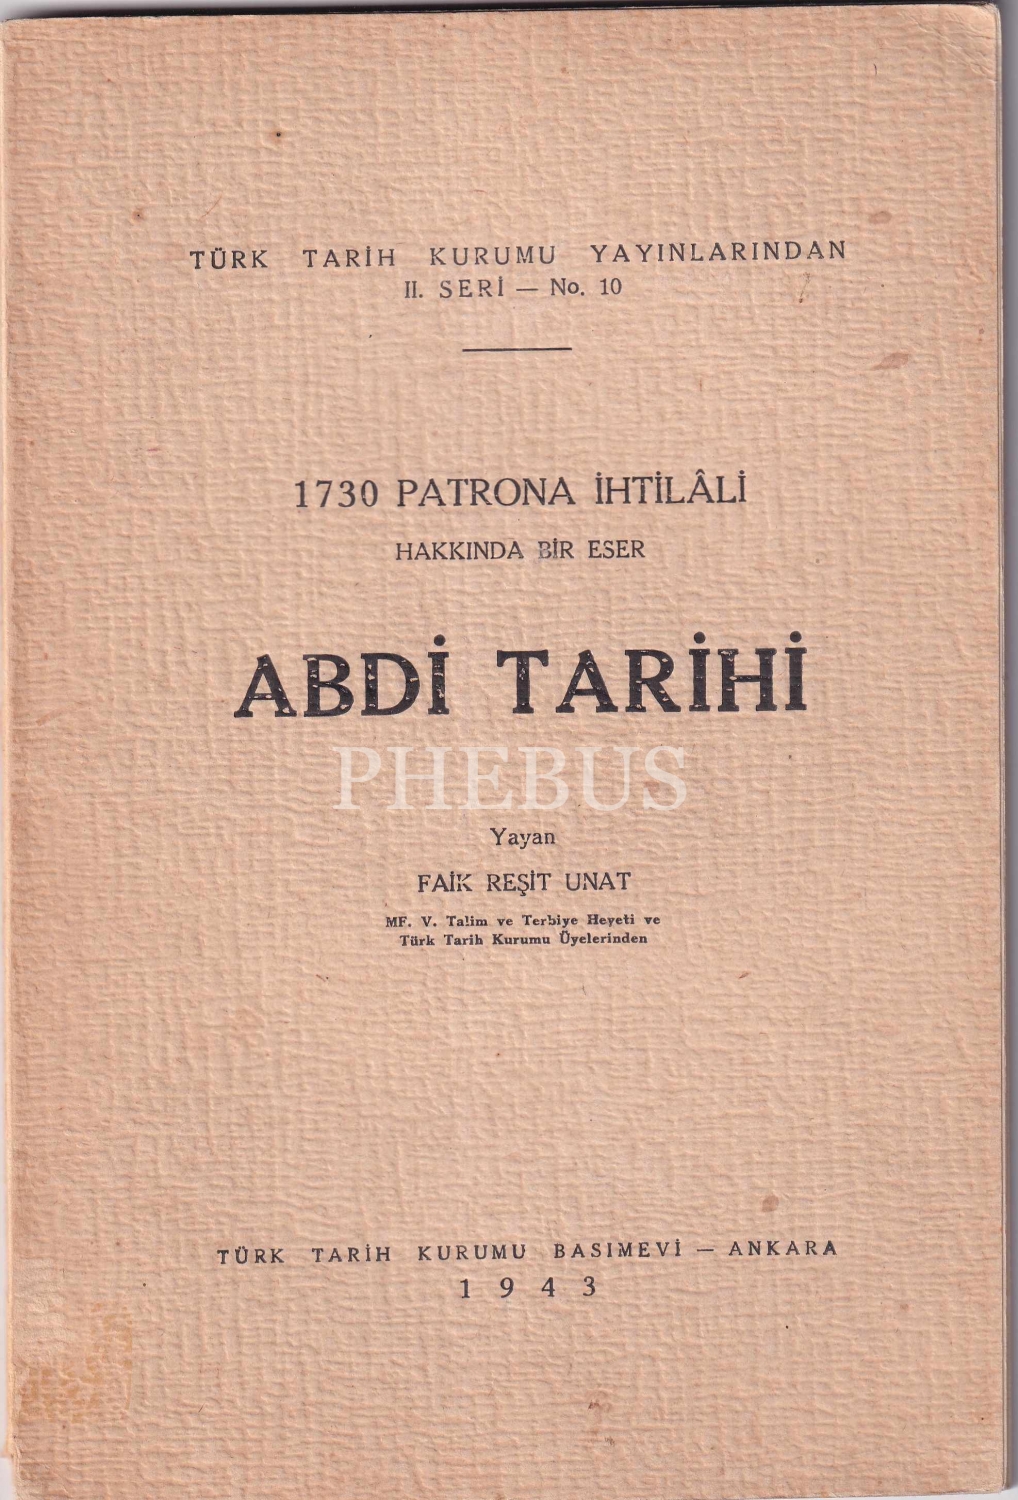 TÜRK TARİH KURUMU YAYINLARINDAN
II. SERİ — No. 10
1730 PATRONA İHTİLÂLİ
HAKKINDA BİR ESER
ABDİ TARİHİ
PHEBUS
Yayan
FAİK REŞİT UNAT
MF. V. Talim ve Terbiye Heyeti ve
Türk Tarih Kurumu Üyelerinden
TÜRK TARİH KURUMU BASIMEVİ — ANKARA
1943